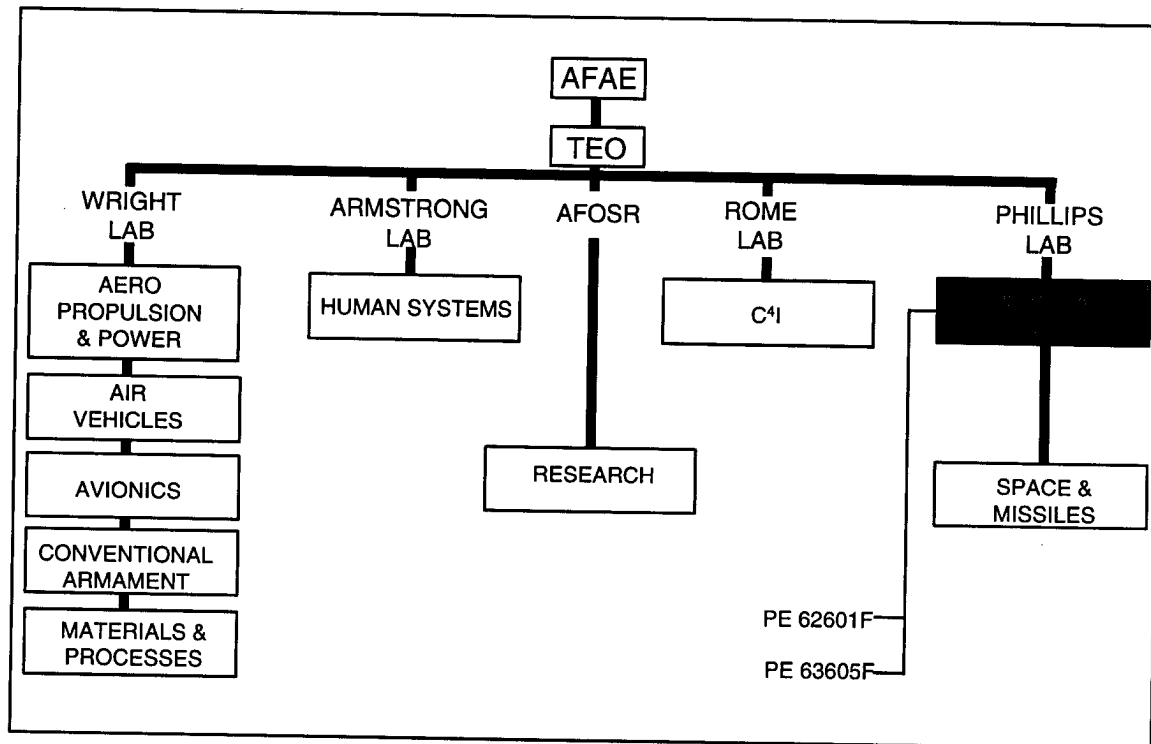 AFAE
TEO
WRIGHT
LAB
AERO
PROPULSION
& POWER
AIR
VEHICLES
AVIONICS
CONVENTIONAL
ARMAMENT
MATERIALS &
PROCESSES
ARMSTRONG
LAB
HUMAN SYSTEMS
AFOSR
RESEARCH
ROME
LAB
C⁴I
PHILLIPS
LAB
SPACE &
MISSILES
PE 62601F
PE 63605F